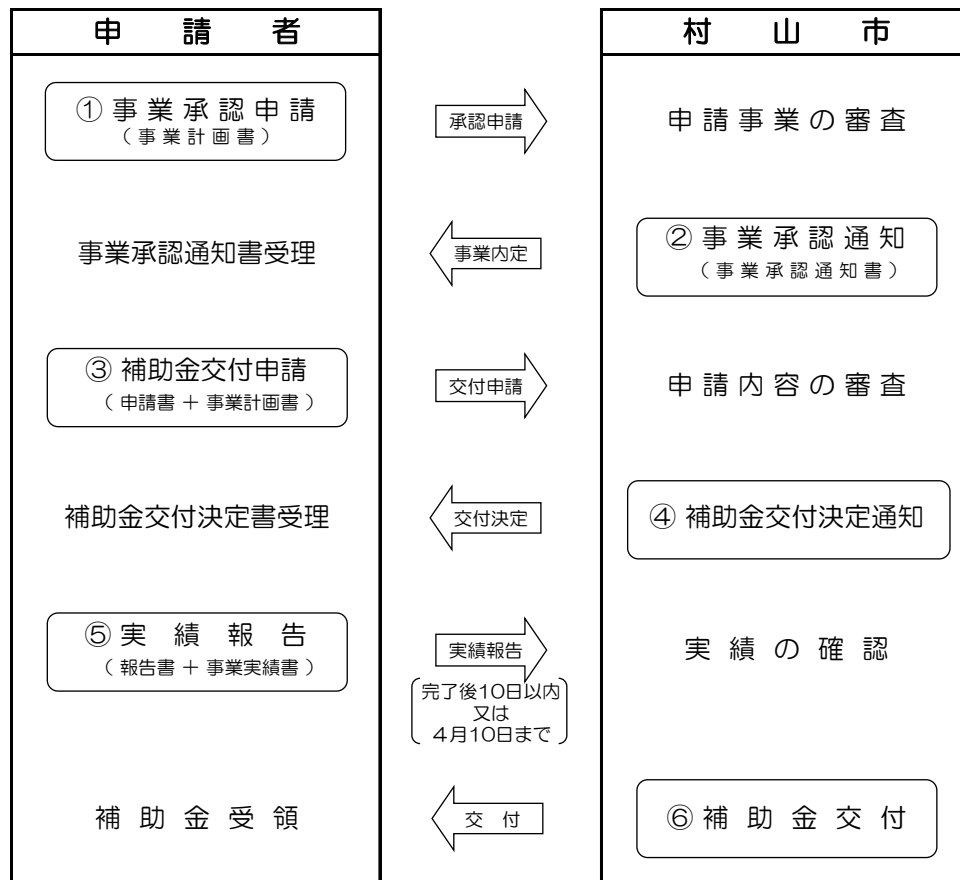 申請者
村山市
①事業承認申請
（事業計画書）
承認申請
申請事業の審査
事業承認通知書受理
事業内定
②事業承認通知
（事業承認通知書）
③補助金交付申請
（申請書＋事業計画書）
交付申請
申請内容の審査
補助金交付決定書受理
交付決定
④補助金交付決定通知
⑤実績報告
（報告書＋事業実績書）
実績報告
完了後10日以内
又は
4月10日まで
実績の確認
補助金受領
交付
⑥補助金交付